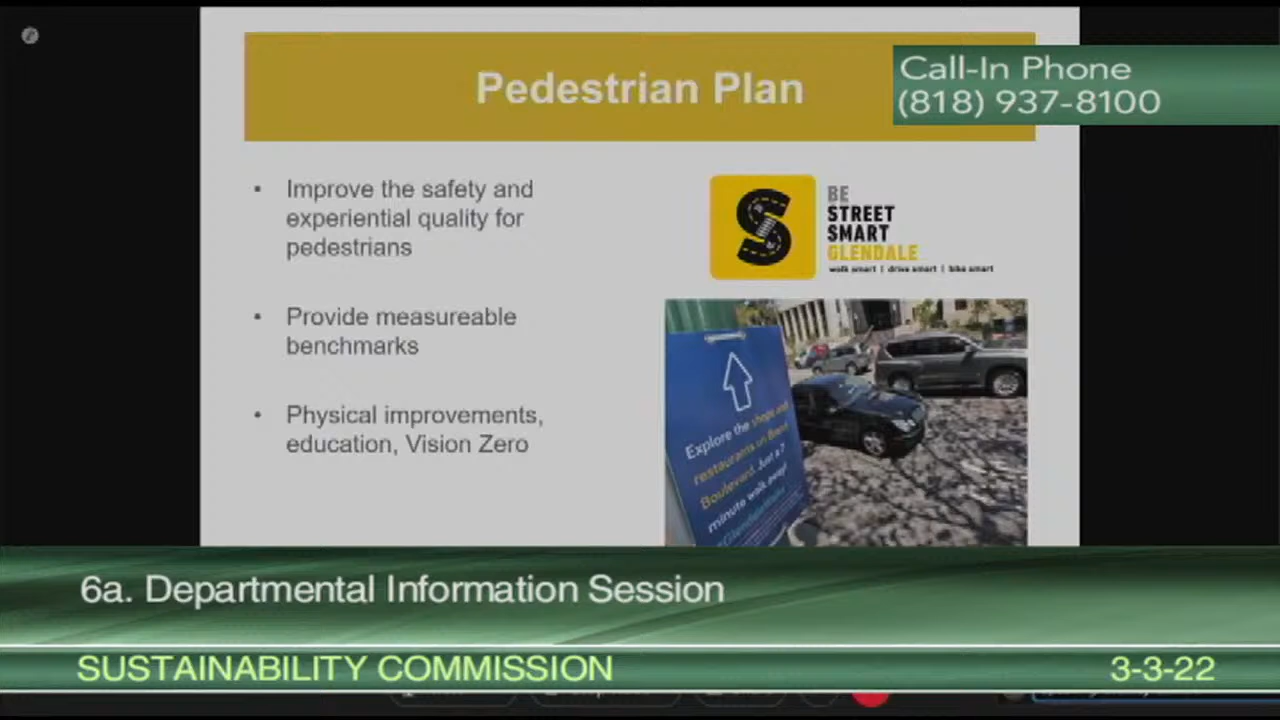 Pedestrian Plan
Call-In Phone
(818) 937-8100
• Improve the safety and
experiential quality for
pedestrians
• Provide measureable
benchmarks
• Physical improvements,
education, Vision Zero
BE
STREET
SMART
GLENDALE
walk smart | drive smart | bike smart
Explore the shops and
restaurants on Brand
Boulevard. Just a 7
minute walk away!
6a. Departmental Information Session
SUSTAINABILITY COMMISSION
3-3-22